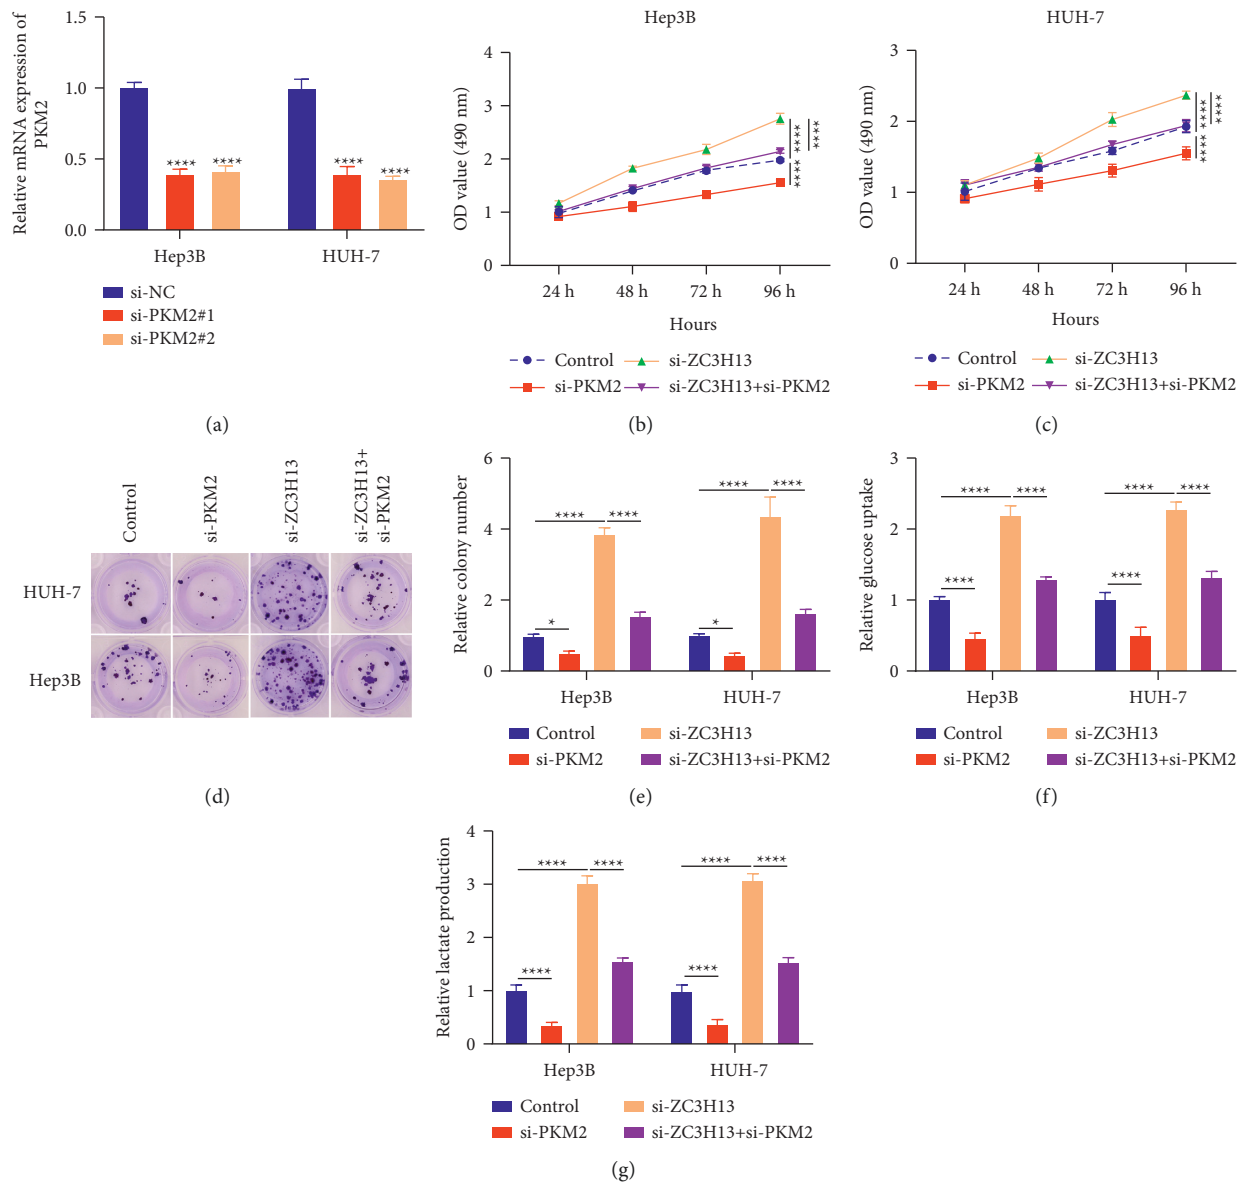 Relative mRNA expression of
PKM2
1.5
1.0
0.5
0.0
****
****
****
****
Hep3B
HUH-7
si-NC
si-PKM2#1
si-PKM2#2
(a)
Hep3B
OD value (490 nm)
4
3
2
1
0
24 h
48 h
72 h
96 h
Hours
****
****
****
Control
si-ZC3H13
si-PKM2
si-ZC3H13+si-PKM2
(b)
HUH-7
OD value (490 nm)
3
2
1
0
24 h
48 h
72 h
96 h
Hours
****
****
****
Control
si-ZC3H13
si-PKM2
si-ZC3H13+si-PKM2
(c)
Control
si-PKM2
si-ZC3H13
si-ZC3H13+
si-PKM2
HUH-7
Hep3B
(d)
Relative colony number
6
4
2
0
****
****
*
****
****
*
Hep3B
HUH-7
Control
si-ZC3H13
si-PKM2
si-ZC3H13+si-PKM2
(e)
Relative glucose uptake
3
2
1
0
****
****
****
****
****
****
Hep3B
HUH-7
Control
si-ZC3H13
si-PKM2
si-ZC3H13+si-PKM2
(f)
Relative lactate production
4
3
2
1
0
****
****
****
****
****
****
Hep3B
HUH-7
Control
si-ZC3H13
si-PKM2
si-ZC3H13+si-PKM2
(g)